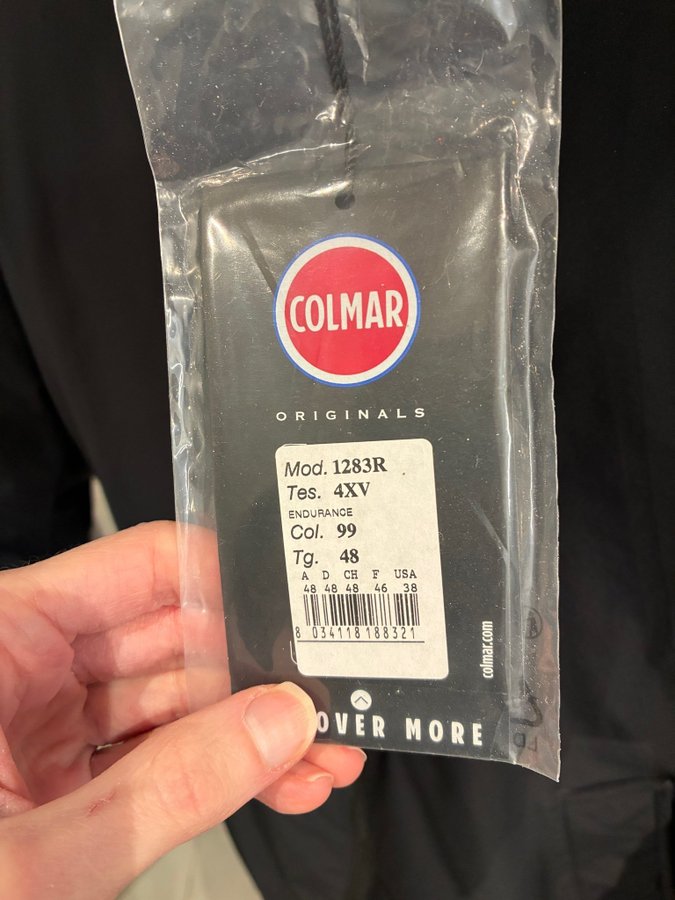 COLMAR
ORIGINALS
Mod. 1283R
Tes. 4XV
ENDURANCE
Col. 99
Tg. 48
A D CH F USA
48 48 48 46 38
8 034118 188321
colmar.com
OVER MORE